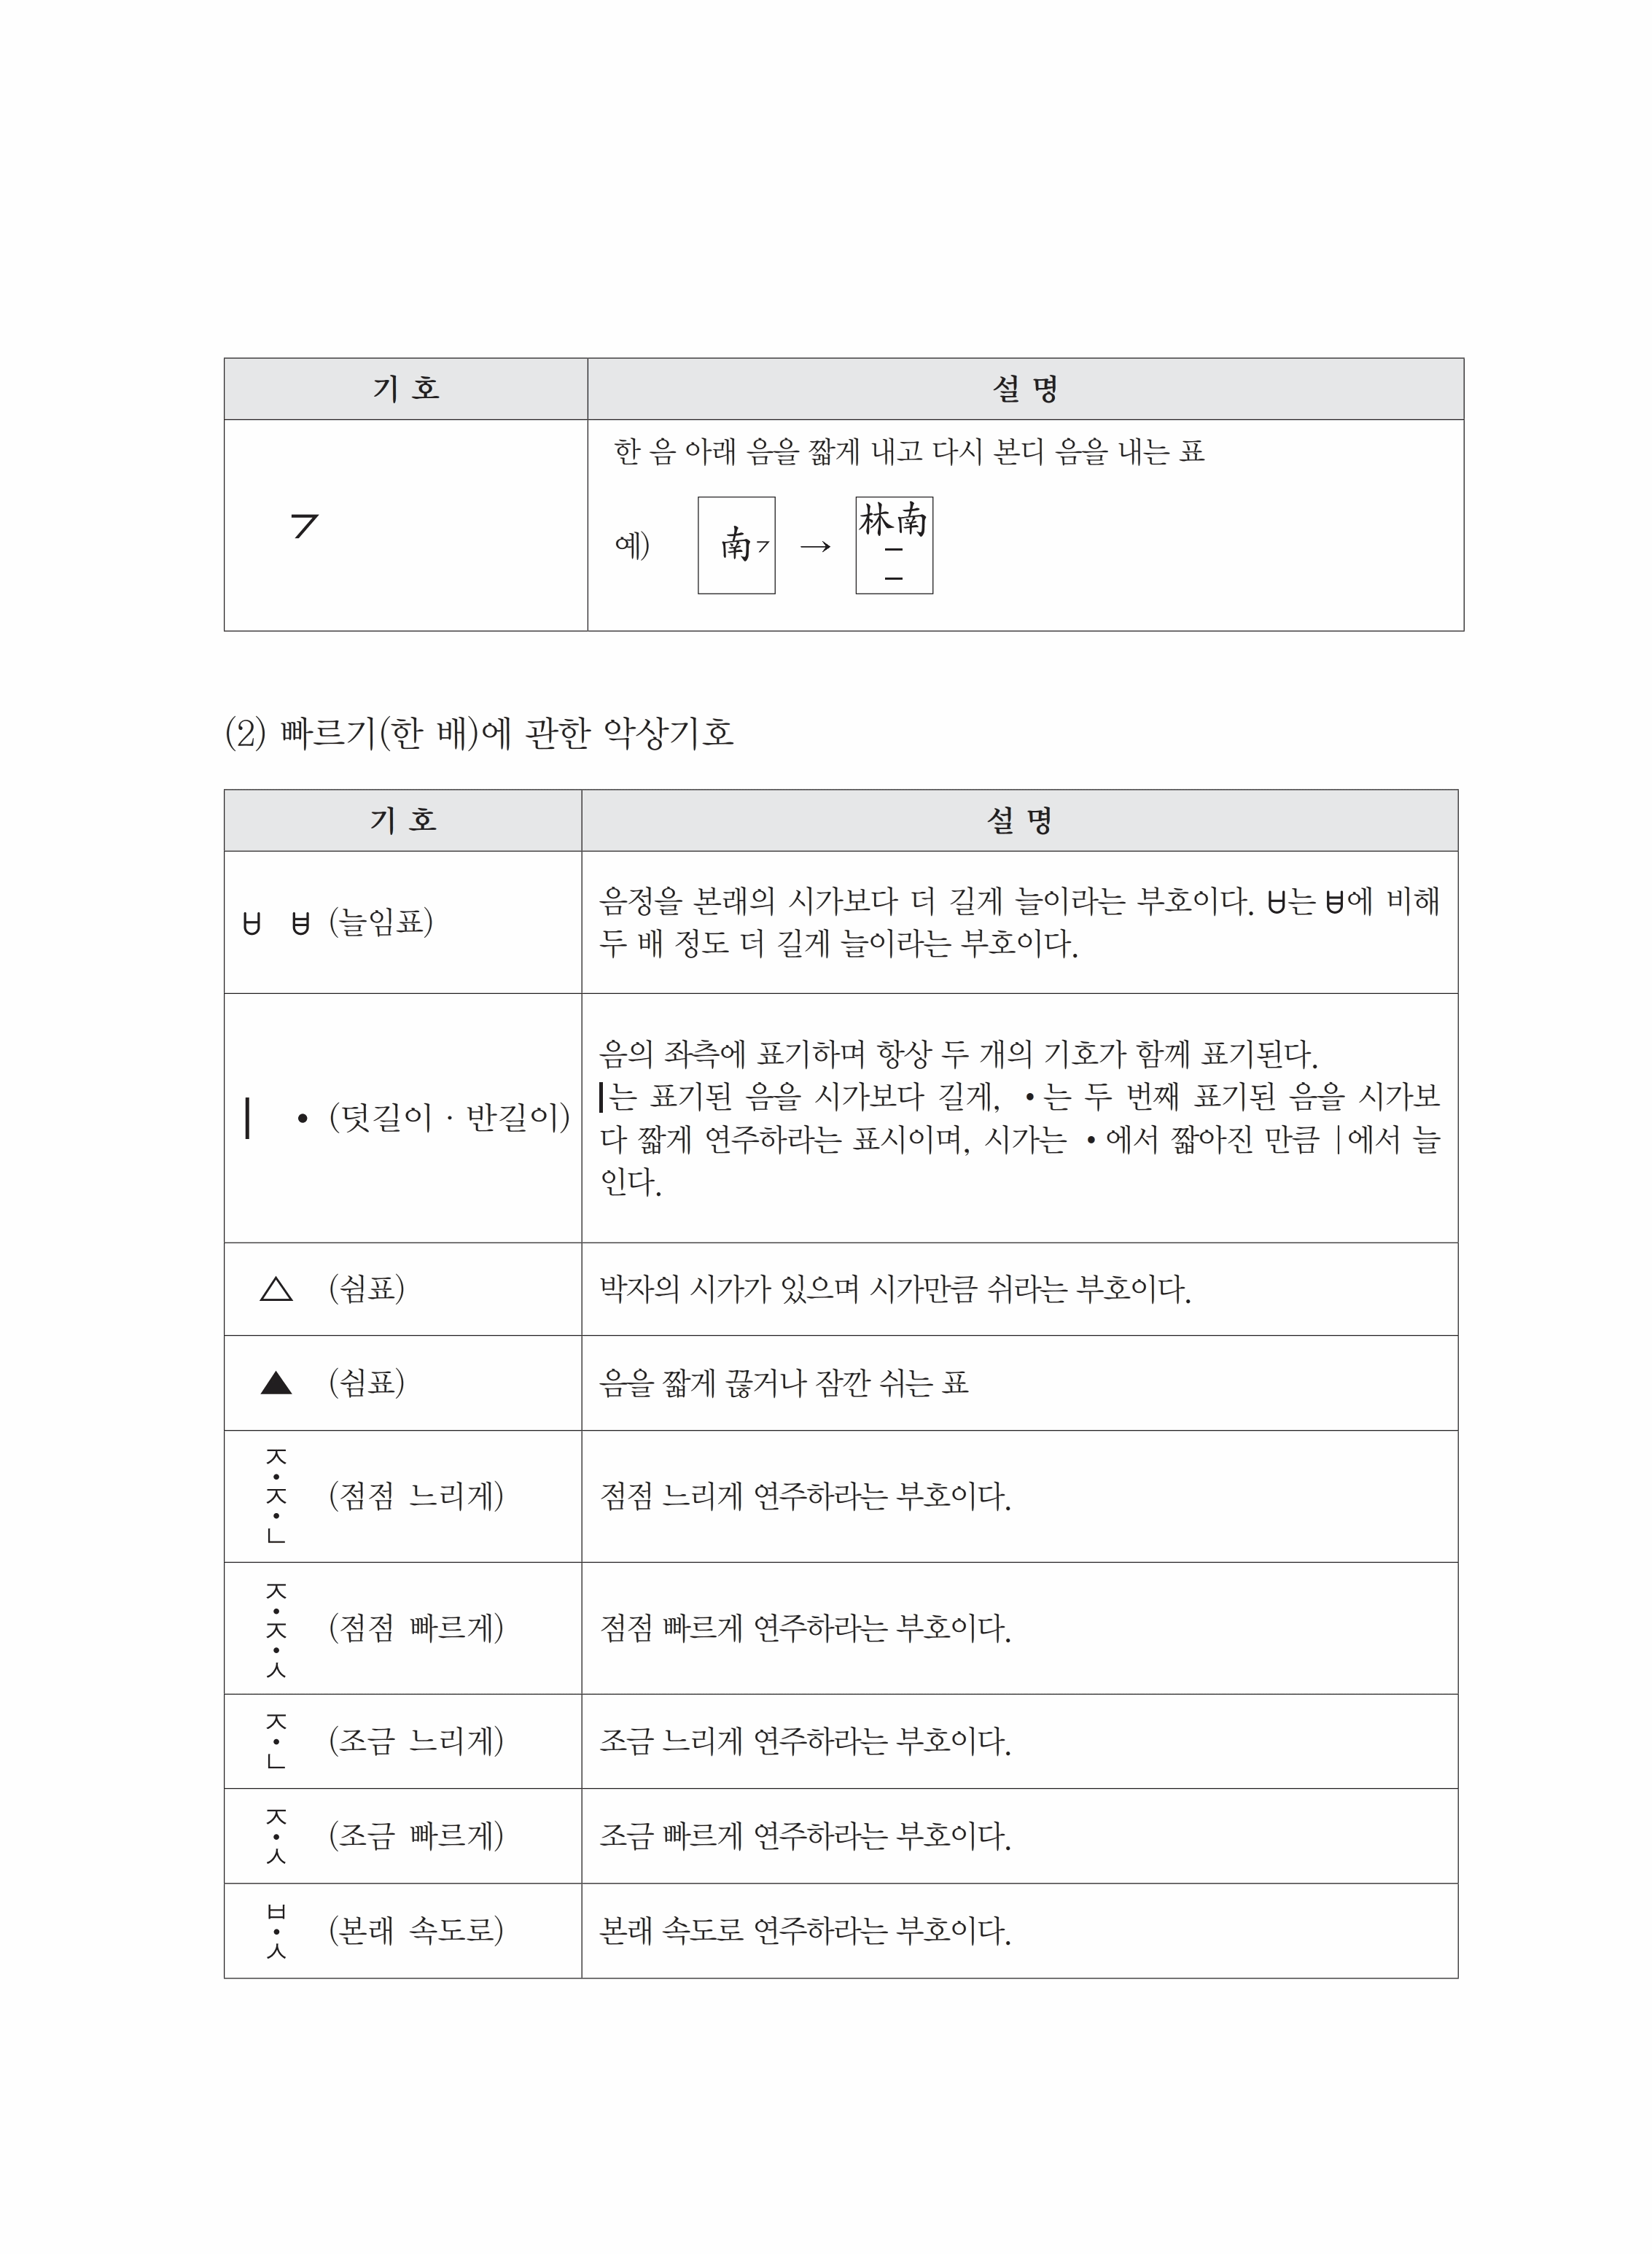 기 호
설 명
ㄱ
한 음 아래 음을 짧게 내고 다시 본디 음을 내는 표
예) 南ㄱ → 林南
(2) 빠르기(한 배)에 관한 악상기호
기 호
설 명
(늘임표)
음정을 본래의 시가보다 더 길게 늘이라는 부호이다. 는 에 비해
두 배 정도 더 길게 늘이라는 부호이다.
| • (덧길이 · 반길이)
음의 좌측에 표기하며 항상 두 개의 기호가 함께 표기된다.
|는 표기된 음을 시가보다 길게, •는 두 번째 표기된 음을 시가보
다 짧게 연주하라는 표시이며, 시가는 •에서 짧아진 만큼 |에서 늘
인다.
△ (쉼표)
박자의 시가가 있으며 시가만큼 쉬라는 부호이다.
▲ (쉼표)
음을 짧게 끊거나 잠깐 쉬는 표
ㅈ•ㅈ•ㄴ (점점 느리게)
점점 느리게 연주하라는 부호이다.
ㅈ•ㅈ•ㅅ (점점 빠르게)
점점 빠르게 연주하라는 부호이다.
ㅈ•ㄴ (조금 느리게)
조금 느리게 연주하라는 부호이다.
ㅈ•ㅅ (조금 빠르게)
조금 빠르게 연주하라는 부호이다.
ㅂ•ㅅ (본래 속도로)
본래 속도로 연주하라는 부호이다.